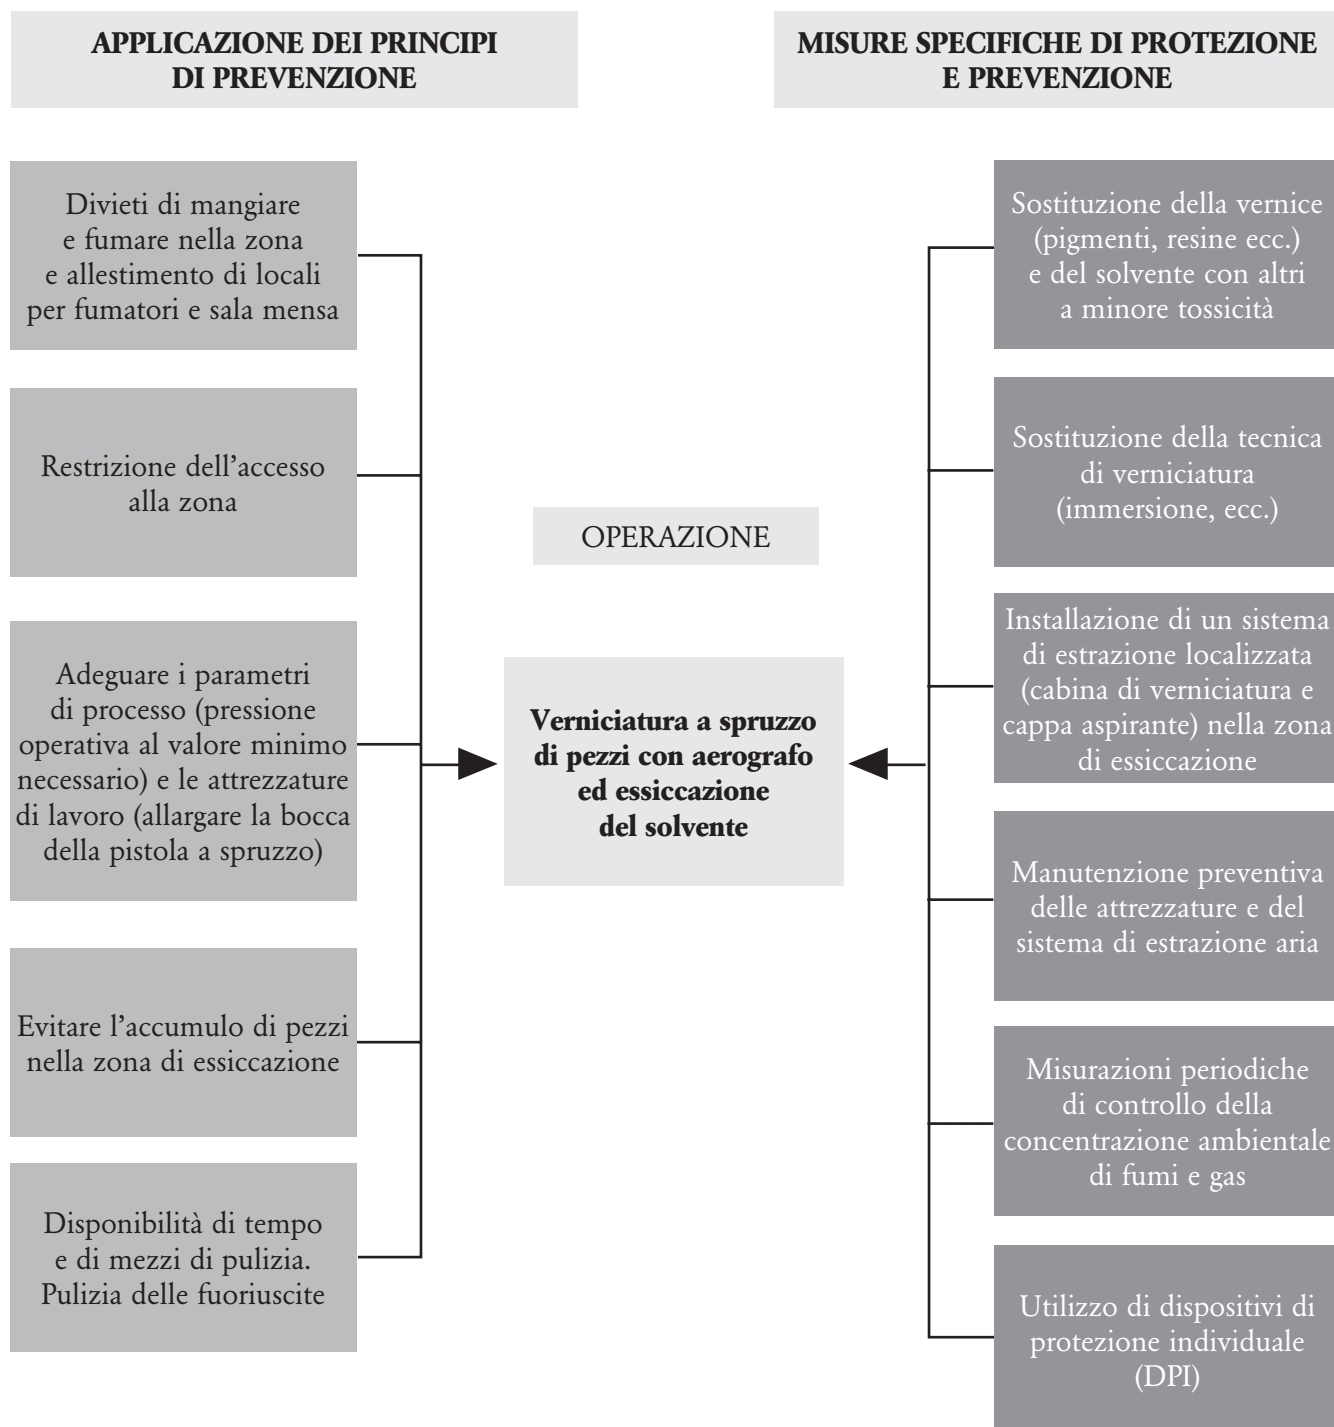 APPLICAZIONE DEI PRINCIPI
DI PREVENZIONE
MISURE SPECIFICHE DI PROTEZIONE
E PREVENZIONE
Divieti di mangiare
e fumare nella zona
e allestimento di locali
per fumatori e sala mensa
Restrizione dell’accesso
alla zona
Adeguare i parametri
di processo (pressione
operativa al valore minimo
necessario) e le attrezzature
di lavoro (allargare la bocca
della pistola a spruzzo)
Evitare l’accumulo di pezzi
nella zona di essiccazione
Disponibilità di tempo
e di mezzi di pulizia.
Pulizia delle fuoriuscite
OPERAZIONE
Verniciatura a spruzzo
di pezzi con aerografo
ed essiccazione
del solvente
Sostituzione della vernice
(pigmenti, resine ecc.)
e del solvente con altri
a minore tossicità
Sostituzione della tecnica
di verniciatura
(immersione, ecc.)
Installazione di un sistema
di estrazione localizzata
(cabina di verniciatura e
cappa aspirante) nella zona
di essiccazione
Manutenzione preventiva
delle attrezzature e del
sistema di estrazione aria
Misurazioni periodiche
di controllo della
concentrazione ambientale
di fumi e gas
Utilizzo di dispositivi di
protezione individuale
(DPI)